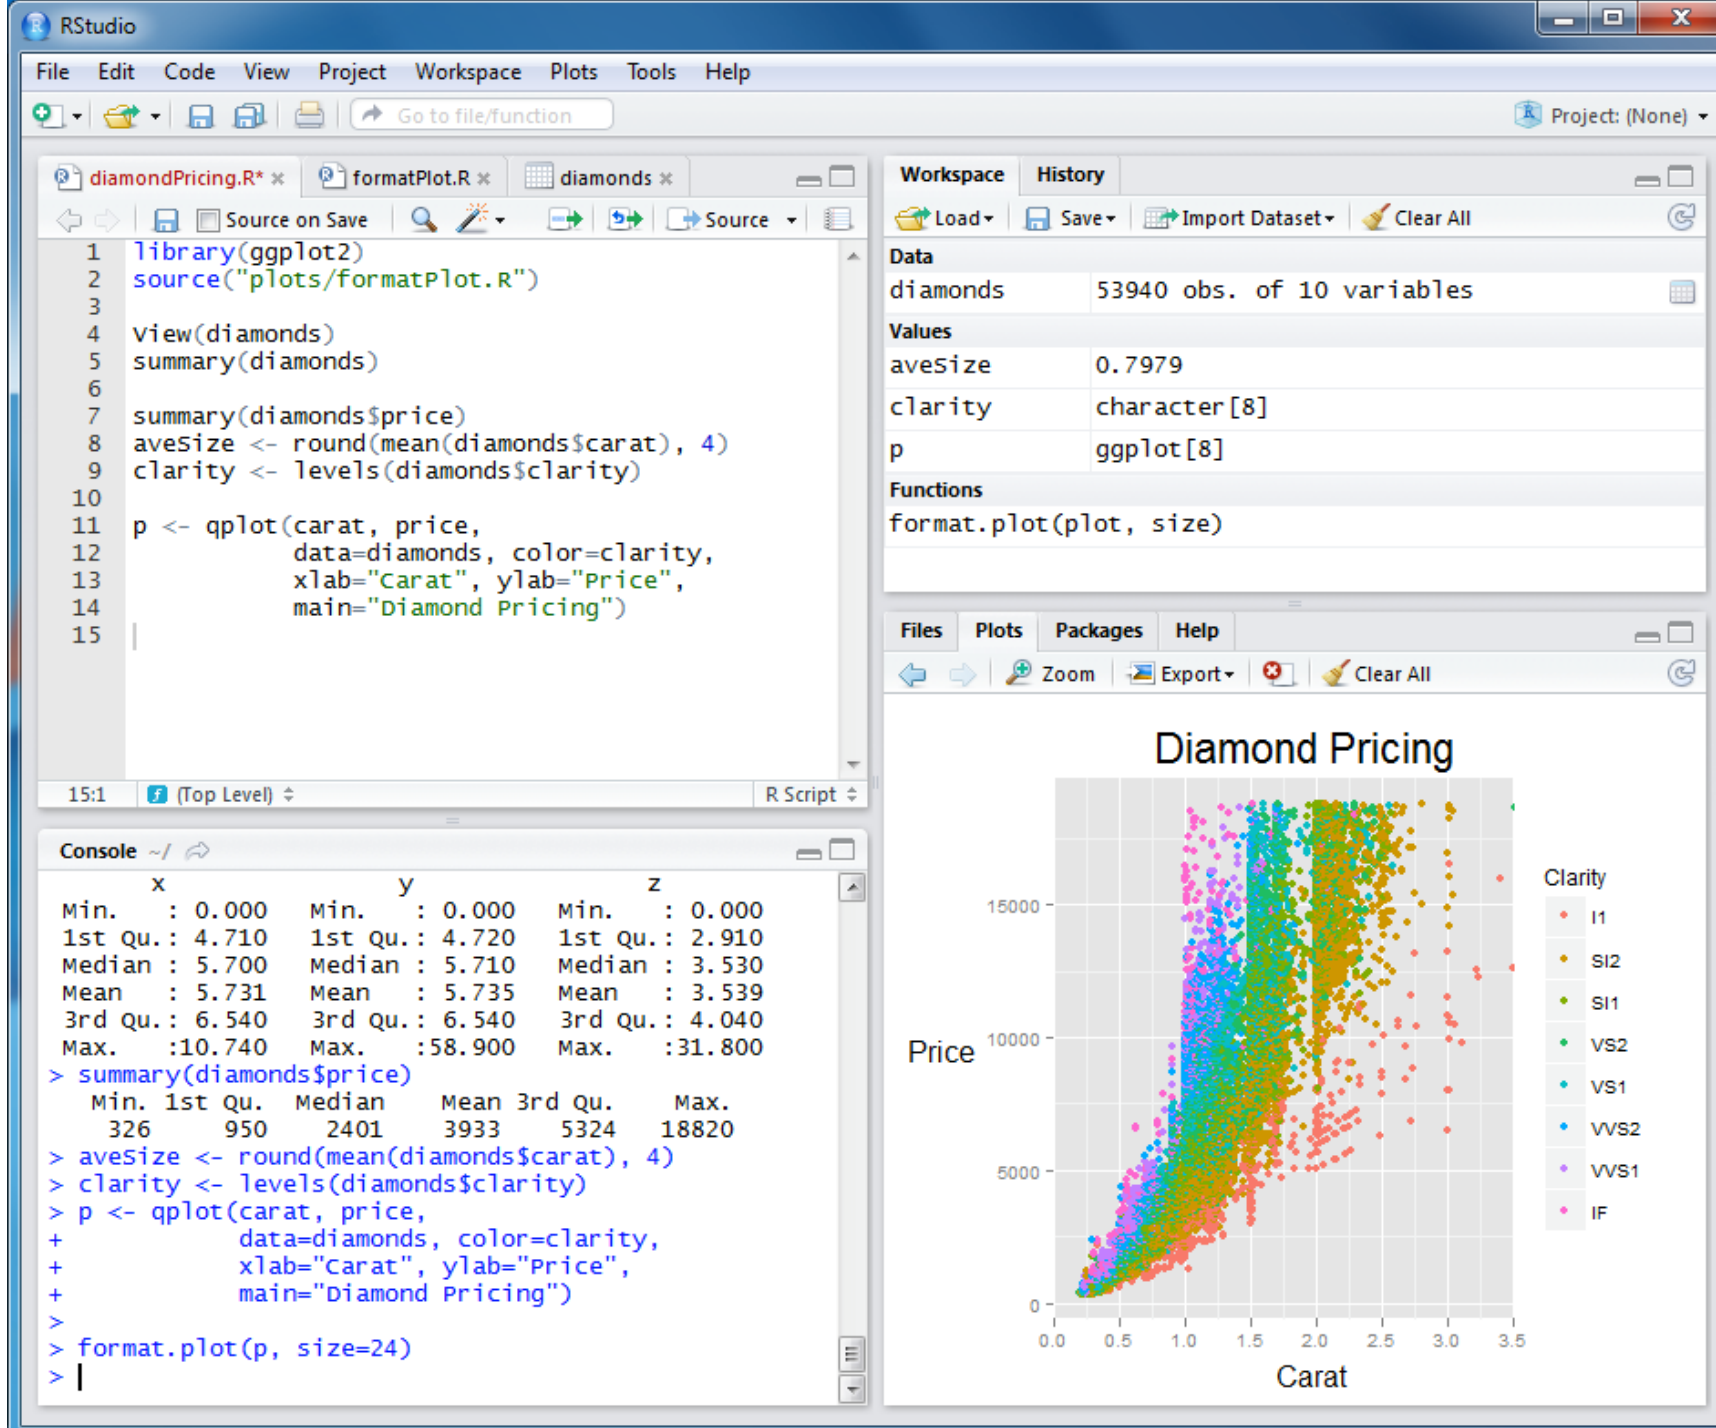 RStudio
File Edit Code View Project Workspace Plots Tools Help
Go to file/function
Project: (None)
diamondPricing.R* formatPlot.R diamonds
Source on Save Source
1 library(ggplot2)
2 source("plots/formatPlot.R")
3
4 View(diamonds)
5 summary(diamonds)
6
7 summary(diamonds$price)
8 aveSize <- round(mean(diamonds$carat), 4)
9 clarity <- levels(diamonds$clarity)
10
11 p <- qplot(carat, price,
12 data=diamonds, color=clarity,
13 xlab="Carat", ylab="Price",
14 main="Diamond Pricing")
15
15:1 (Top Level) R Script
Console ~/
x y z
Min. : 0.000 Min. : 0.000 Min. : 0.000
1st Qu.: 4.710 1st Qu.: 4.720 1st Qu.: 2.910
Median : 5.700 Median : 5.710 Median : 3.530
Mean : 5.731 Mean : 5.735 Mean : 3.539
3rd Qu.: 6.540 3rd Qu.: 6.540 3rd Qu.: 4.040
Max. :10.740 Max. :58.900 Max. :31.800
> summary(diamonds$price)
Min. 1st Qu. Median Mean 3rd Qu. Max.
326 950 2401 3933 5324 18820
> aveSize <- round(mean(diamonds$carat), 4)
> clarity <- levels(diamonds$clarity)
> p <- qplot(carat, price,
+ data=diamonds, color=clarity,
+ xlab="Carat", ylab="Price",
+ main="Diamond Pricing")
>
> format.plot(p, size=24)
>
Workspace History
Load Save Import Dataset Clear All
Data
diamonds 53940 obs. of 10 variables
Values
aveSize 0.7979
clarity character[8]
p ggplot[8]
Functions
format.plot(plot, size)
Files Plots Packages Help
Zoom Export Clear All
Diamond Pricing
Price
15000
10000
5000
0
0.0 0.5 1.0 1.5 2.0 2.5 3.0 3.5
Carat
Clarity
I1
SI2
SI1
VS2
VS1
VVS2
VVS1
IF